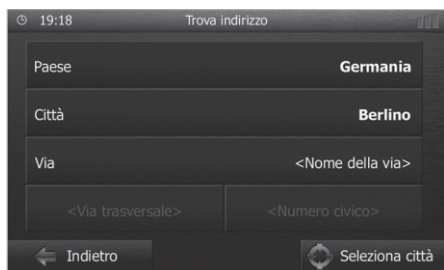 19:18 Trova indirizzo
Paese Germania
Città Berlino
Via <Nome della via>
<Via trasversale> <Numero civico>
Indietro Seleziona città